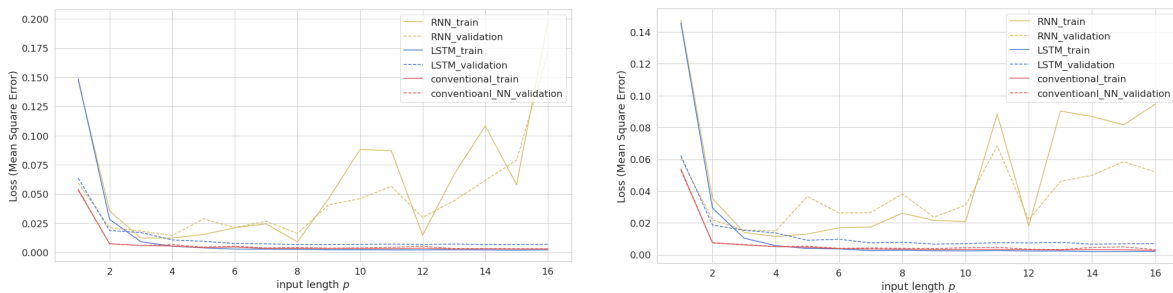 0.200
0.175
0.150
0.125
0.100
0.075
0.050
0.025
0.000
Loss (Mean Square Error)
2 4 6 8 10 12 14 16
input length p
RNN_train
RNN_validation
LSTM_train
LSTM_validation
conventional_train
conventioanl_NN_validation
0.14
0.12
0.10
0.08
0.06
0.04
0.02
0.00
Loss (Mean Square Error)
2 4 6 8 10 12 14 16
input length p
RNN_train
RNN_validation
LSTM_train
LSTM_validation
conventional_train
conventioanl_NN_validation